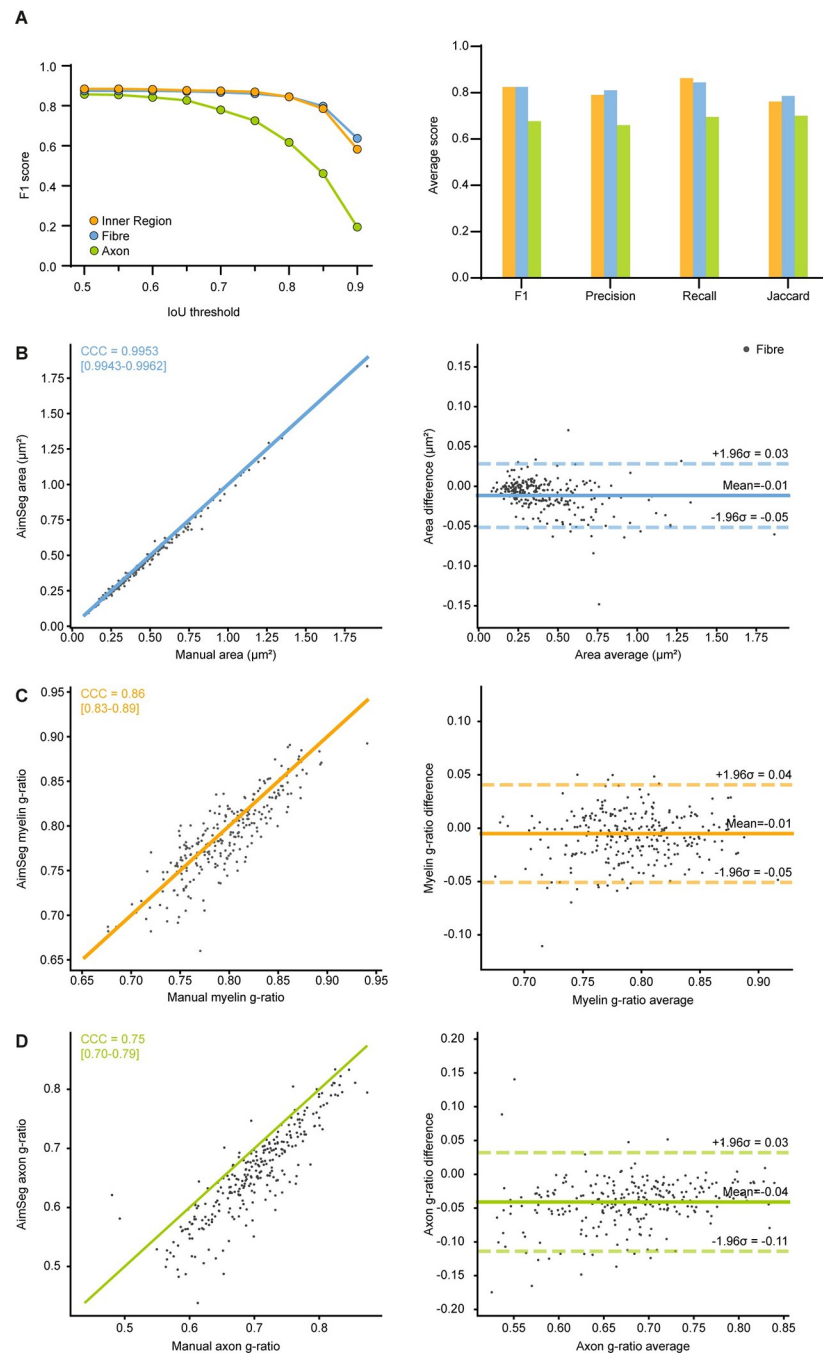 A
1.0
0.8
0.6
0.4
0.2
0.0
F1 score
Inner Region
Fibre
Axon
0.5
0.6
0.7
0.8
0.9
IoU threshold
1.0
0.8
0.6
0.4
0.2
0.0
Average score
F1
Precision
Recall
Jaccard
B
CCC = 0.9953
[0.9943-0.9962]
1.75
1.50
1.25
1.00
0.75
0.50
0.25
0.00
AimSeg area (µm²)
0.00
0.25
0.50
0.75
1.00
1.25
1.50
1.75
Manual area (µm²)
Fibre
0.15
0.10
0.05
0.00
-0.05
-0.10
-0.15
Area difference (µm²)
+1.96σ = 0.03
Mean=-0.01
-1.96σ = -0.05
0.00
0.25
0.50
0.75
1.00
1.25
1.50
1.75
Area average (µm²)
C
CCC = 0.86
[0.83-0.89]
0.95
0.90
0.85
0.80
0.75
0.70
0.65
AimSeg myelin g-ratio
0.65
0.70
0.75
0.80
0.85
0.90
0.95
Manual myelin g-ratio
0.10
0.05
0.00
-0.05
-0.10
Myelin g-ratio difference
+1.96σ = 0.04
Mean=-0.01
-1.96σ = -0.05
0.70
0.75
0.80
0.85
0.90
Myelin g-ratio average
D
CCC = 0.75
[0.70-0.79]
0.8
0.7
0.6
0.5
AimSeg axon g-ratio
0.5
0.6
0.7
0.8
Manual axon g-ratio
0.20
0.15
0.10
0.05
0.00
-0.05
-0.10
-0.15
-0.20
Axon g-ratio difference
+1.96σ = 0.03
Mean=-0.04
-1.96σ = -0.11
0.55
0.60
0.65
0.70
0.75
0.80
0.85
Axon g-ratio average